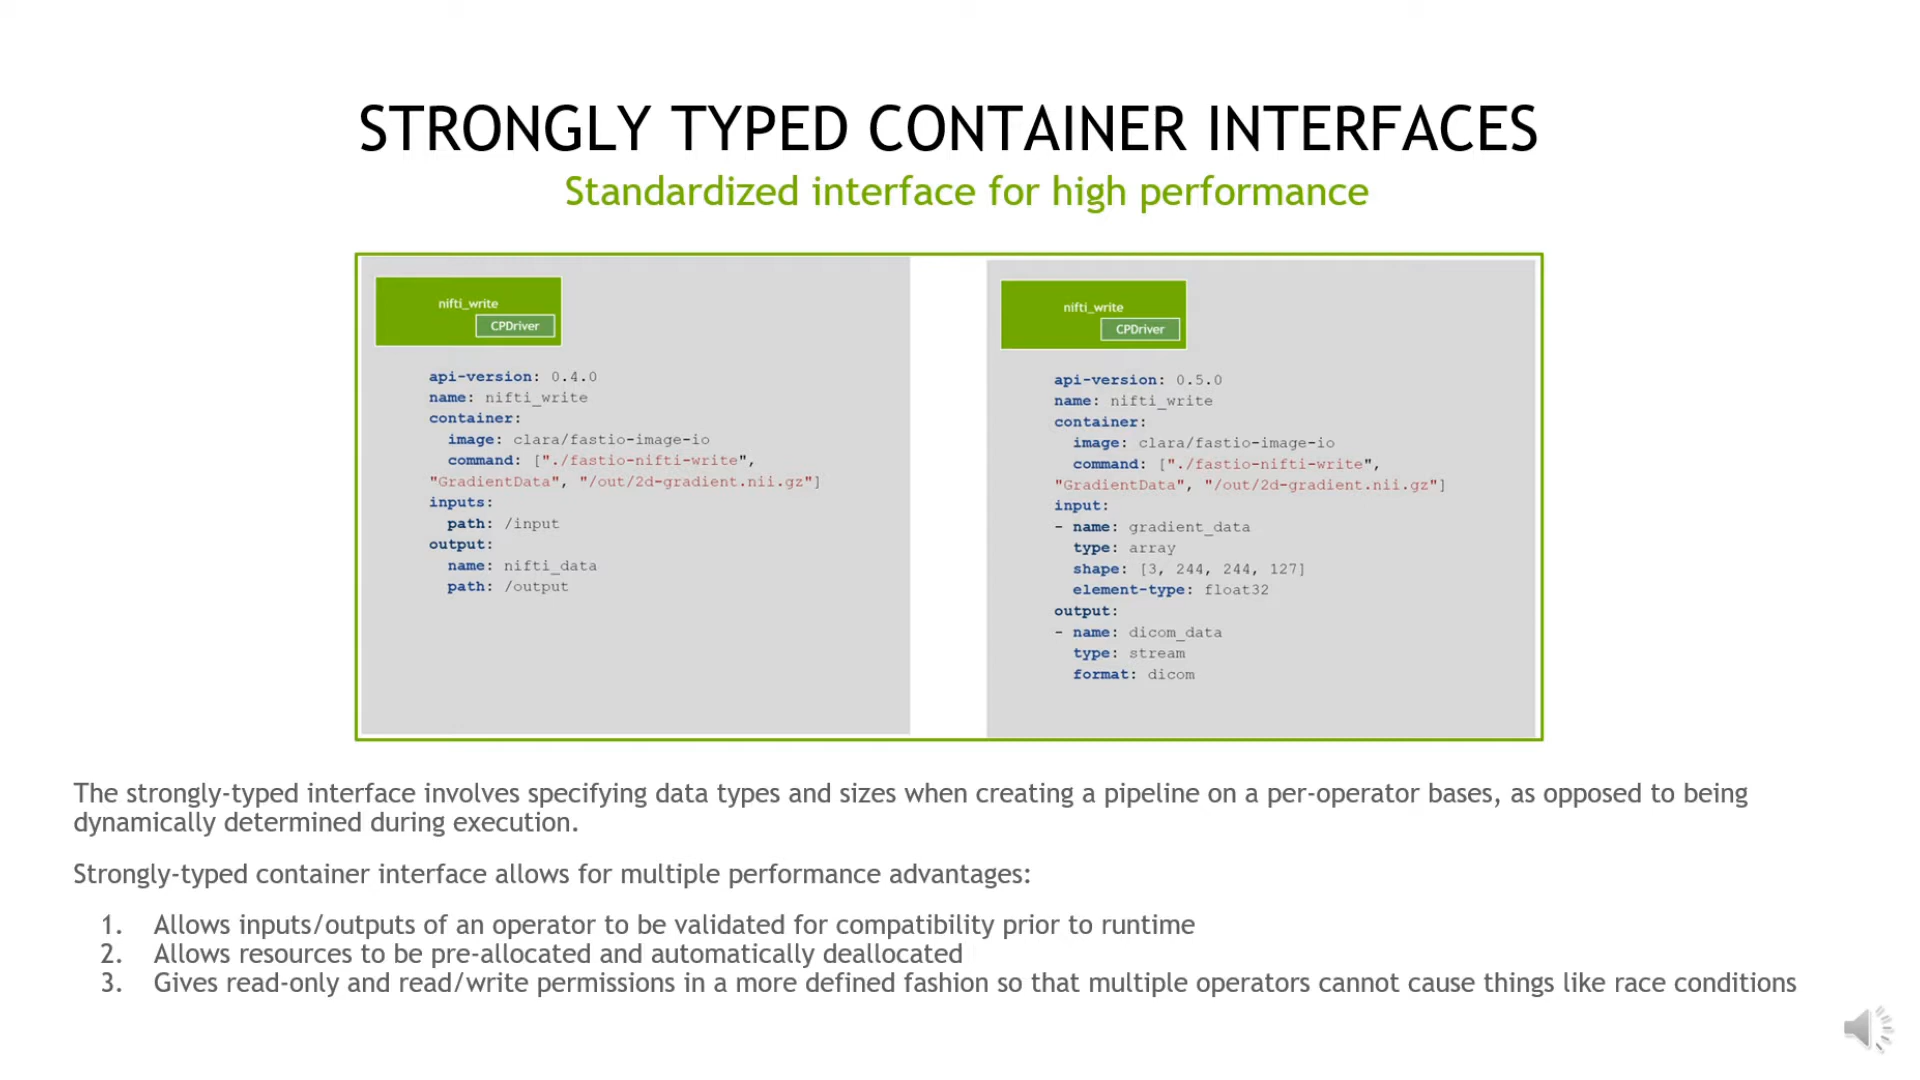 STRONGLY TYPED CONTAINER INTERFACES
Standardized interface for high performance
nifti_write
CPDriver
api-version: 0.4.0
name: nifti_write
container:
image: clara/fastio-image-io
command: ["./fastio-nifti-write",
"GradientData", "/out/2d-gradient.nii.gz"]
inputs:
path: /input
output:
name: nifti_data
path: /output
nifti_write
CPDriver
api-version: 0.5.0
name: nifti_write
container:
image: clara/fastio-image-io
command: ["./fastio-nifti-write",
"GradientData", "/out/2d-gradient.nii.gz"]
input:
- name: gradient_data
type: array
shape: [3, 244, 244, 127]
element-type: float32
output:
- name: dicom_data
type: stream
format: dicom
The strongly-typed interface involves specifying data types and sizes when creating a pipeline on a per-operator bases, as opposed to being
dynamically determined during execution.
Strongly-typed container interface allows for multiple performance advantages:
1. Allows inputs/outputs of an operator to be validated for compatibility prior to runtime
2. Allows resources to be pre-allocated and automatically deallocated
3. Gives read-only and read/write permissions in a more defined fashion so that multiple operators cannot cause things like race conditions